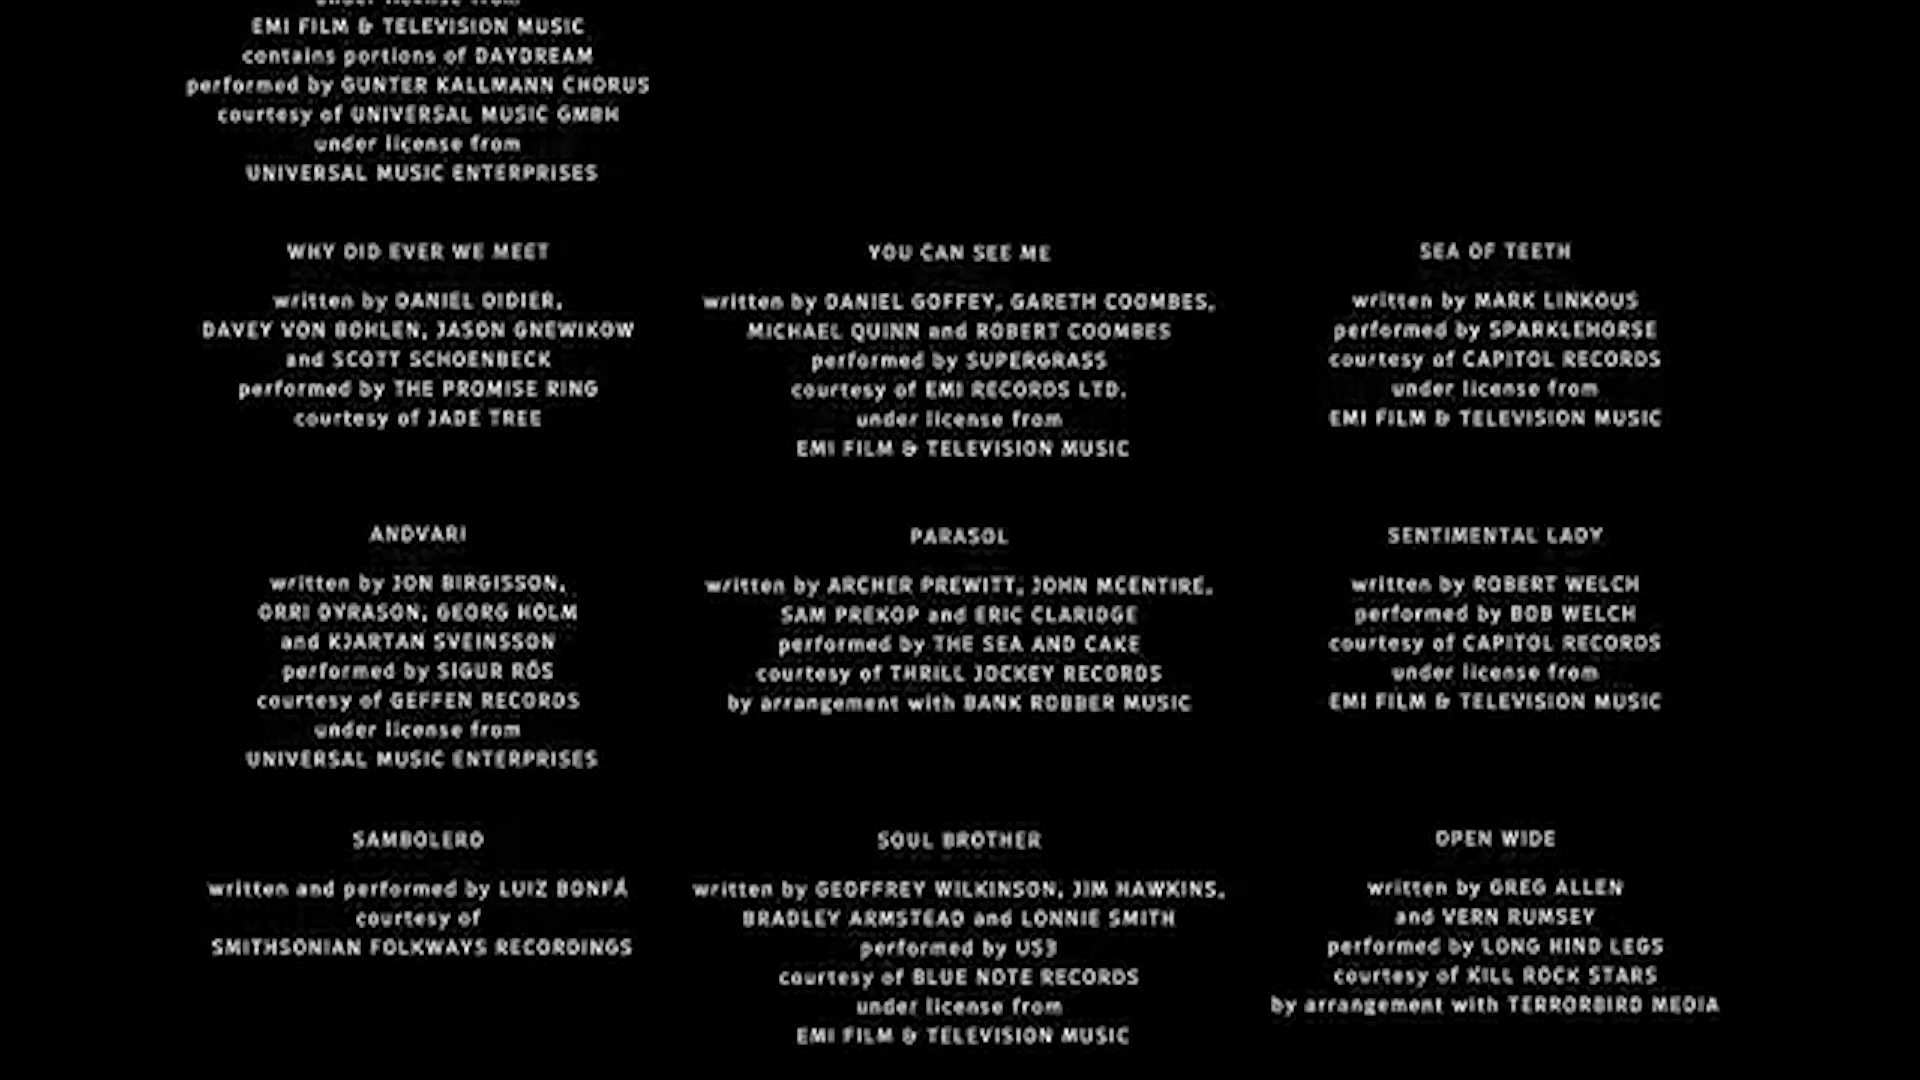 under license from
EMI FILM & TELEVISION MUSIC
contains portions of DAYDREAM
performed by GUNTER KALLMANN CHORUS
courtesy of UNIVERSAL MUSIC GMBH
under license from
UNIVERSAL MUSIC ENTERPRISES
WHY DID EVER WE MEET
written by DANIEL DIDIER,
DAVEY VON BOHLEN, JASON GNEWIKOW
and SCOTT SCHOENBECK
performed by THE PROMISE RING
courtesy of JADE TREE
YOU CAN SEE ME
written by DANIEL GOFFEY, GARETH COOMBES,
MICHAEL QUINN and ROBERT COOMBES
performed by SUPERGRASS
courtesy of EMI RECORDS LTD.
under license from
EMI FILM & TELEVISION MUSIC
SEA OF TEETH
written by MARK LINKOUS
performed by SPARKLEHORSE
courtesy of CAPITOL RECORDS
under license from
EMI FILM & TELEVISION MUSIC
ANDVARI
written by JON BIRGISSON,
ORRI DYRASON, GEORG HOLM
and KJARTAN SVEINSSON
performed by SIGUR RÓS
courtesy of GEFFEN RECORDS
under license from
UNIVERSAL MUSIC ENTERPRISES
PARASOL
written by ARCHER PREWITT, JOHN MCENTIRE,
SAM PREKOP and ERIC CLARIDGE
performed by THE SEA AND CAKE
courtesy of THRILL JOCKEY RECORDS
by arrangement with BANK ROBBER MUSIC
SENTIMENTAL LADY
written by ROBERT WELCH
performed by BOB WELCH
courtesy of CAPITOL RECORDS
under license from
EMI FILM & TELEVISION MUSIC
SAMBOLERO
written and performed by LUIZ BONFÁ
courtesy of
SMITHSONIAN FOLKWAYS RECORDINGS
SOUL BROTHER
written by GEOFFREY WILKINSON, JIM HAWKINS,
BRADLEY ARMSTEAD and LONNIE SMITH
performed by US3
courtesy of BLUE NOTE RECORDS
under license from
EMI FILM & TELEVISION MUSIC
OPEN WIDE
written by GREG ALLEN
and VERN RUMSEY
performed by LONG HIND LEGS
courtesy of KILL ROCK STARS
by arrangement with TERRORBIRD MEDIA